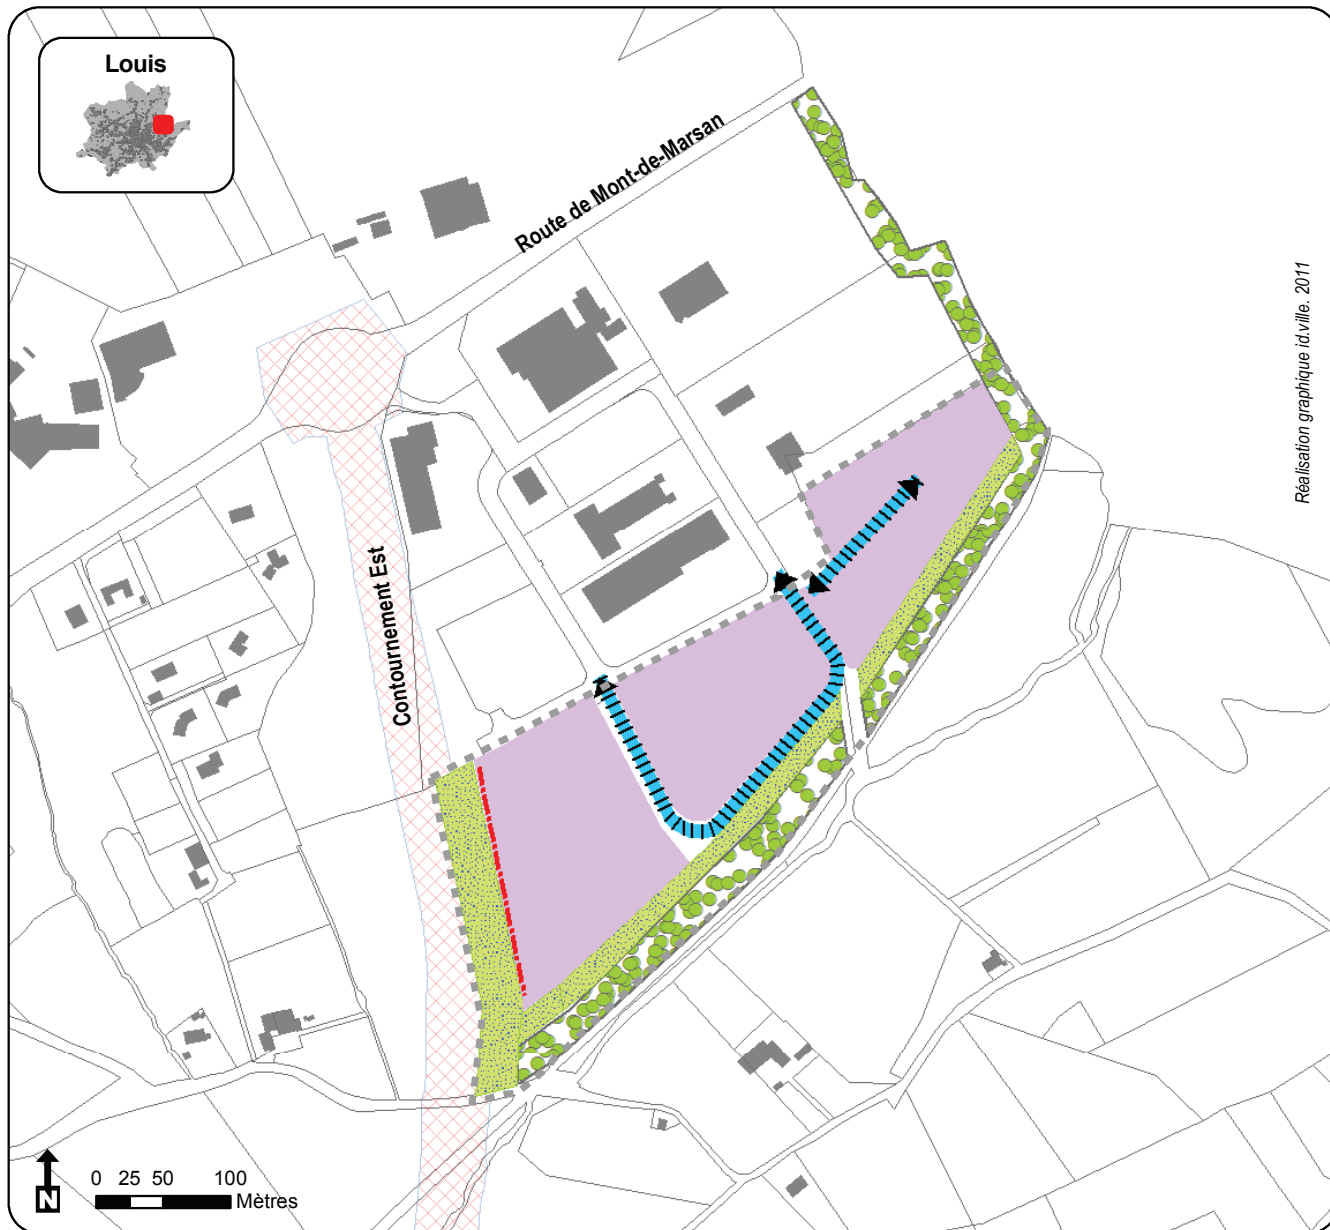 Louis
Route de Mont-de-Marsan
Réalisation graphique id.ville. 2011
Contournement Est
N
0 25 50 100
Mètres